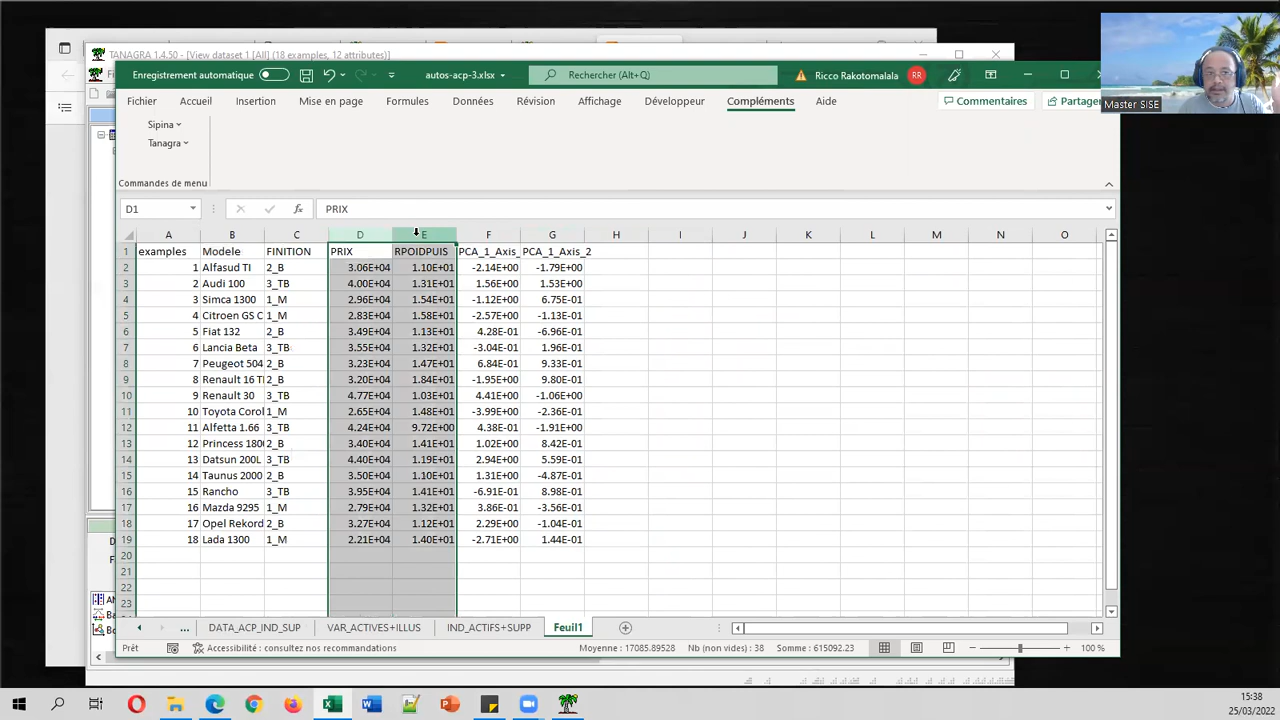 TANAGRA 1.4.50 - [View dataset 1 [All] (18 examples, 12 attributes)]
Enregistrement automatique
autos-acp-3.xlsx
Rechercher (Alt+Q)
Ricco Rakotomalala
RR
Master SISE
Fichier
Accueil
Insertion
Mise en page
Formules
Données
Révision
Affichage
Développeur
Compléments
Aide
Commentaires
Partager
Sipina
Tanagra
Commandes de menu
D1
fx
PRIX
A B C D E F G H I J K L M N O
1 examples Modele FINITION PRIX RPOIDPUIS PCA_1_Axis_ PCA_1_Axis_2
2 1 Alfasud TI 2_B 3.06E+04 1.10E+01 -2.14E+00 -1.79E+00
3 2 Audi 100 3_TB 4.00E+04 1.31E+01 1.56E+00 1.53E+00
4 3 Simca 1300 1_M 2.96E+04 1.54E+01 -1.12E+00 6.75E-01
5 4 Citroen GS C 1_M 2.83E+04 1.58E+01 -2.57E+00 -1.13E-01
6 5 Fiat 132 2_B 3.49E+04 1.13E+01 4.28E-01 -6.96E-01
7 6 Lancia Beta 3_TB 3.55E+04 1.32E+01 -3.04E-01 1.96E-01
8 7 Peugeot 504 2_B 3.23E+04 1.47E+01 6.84E-01 9.33E-01
9 8 Renault 16 T 2_B 3.20E+04 1.84E+01 -1.95E+00 9.80E-01
10 9 Renault 30 3_TB 4.77E+04 1.03E+01 4.41E+00 -1.06E+00
11 10 Toyota Corol 1_M 2.65E+04 1.48E+01 -3.99E+00 -2.36E-01
12 11 Alfetta 1.66 3_TB 4.24E+04 9.72E+00 4.38E-01 -1.91E+00
13 12 Princess 180 2_B 3.40E+04 1.41E+01 1.02E+00 8.42E-01
14 13 Datsun 200L 3_TB 4.40E+04 1.19E+01 2.94E+00 5.59E-01
15 14 Taunus 2000 2_B 3.50E+04 1.10E+01 1.31E+00 -4.87E-01
16 15 Rancho 3_TB 3.95E+04 1.41E+01 -6.91E-01 8.98E-01
17 16 Mazda 9295 1_M 2.79E+04 1.32E+01 3.86E-01 -3.56E-01
18 17 Opel Rekord 2_B 3.27E+04 1.12E+01 2.29E+00 -1.04E-01
19 18 Lada 1300 1_M 2.21E+04 1.40E+01 -2.71E+00 1.44E-01
20
21
22
23
... DATA_ACP_IND_SUP VAR_ACTIVES+ILLUS IND_ACTIFS+SUPP Feuil1
Prêt
Accessibilité : consultez nos recommandations
Moyenne : 17085.89528
Nb (non vides) : 38
Somme : 615092.23
100 %
15:38
25/03/2022